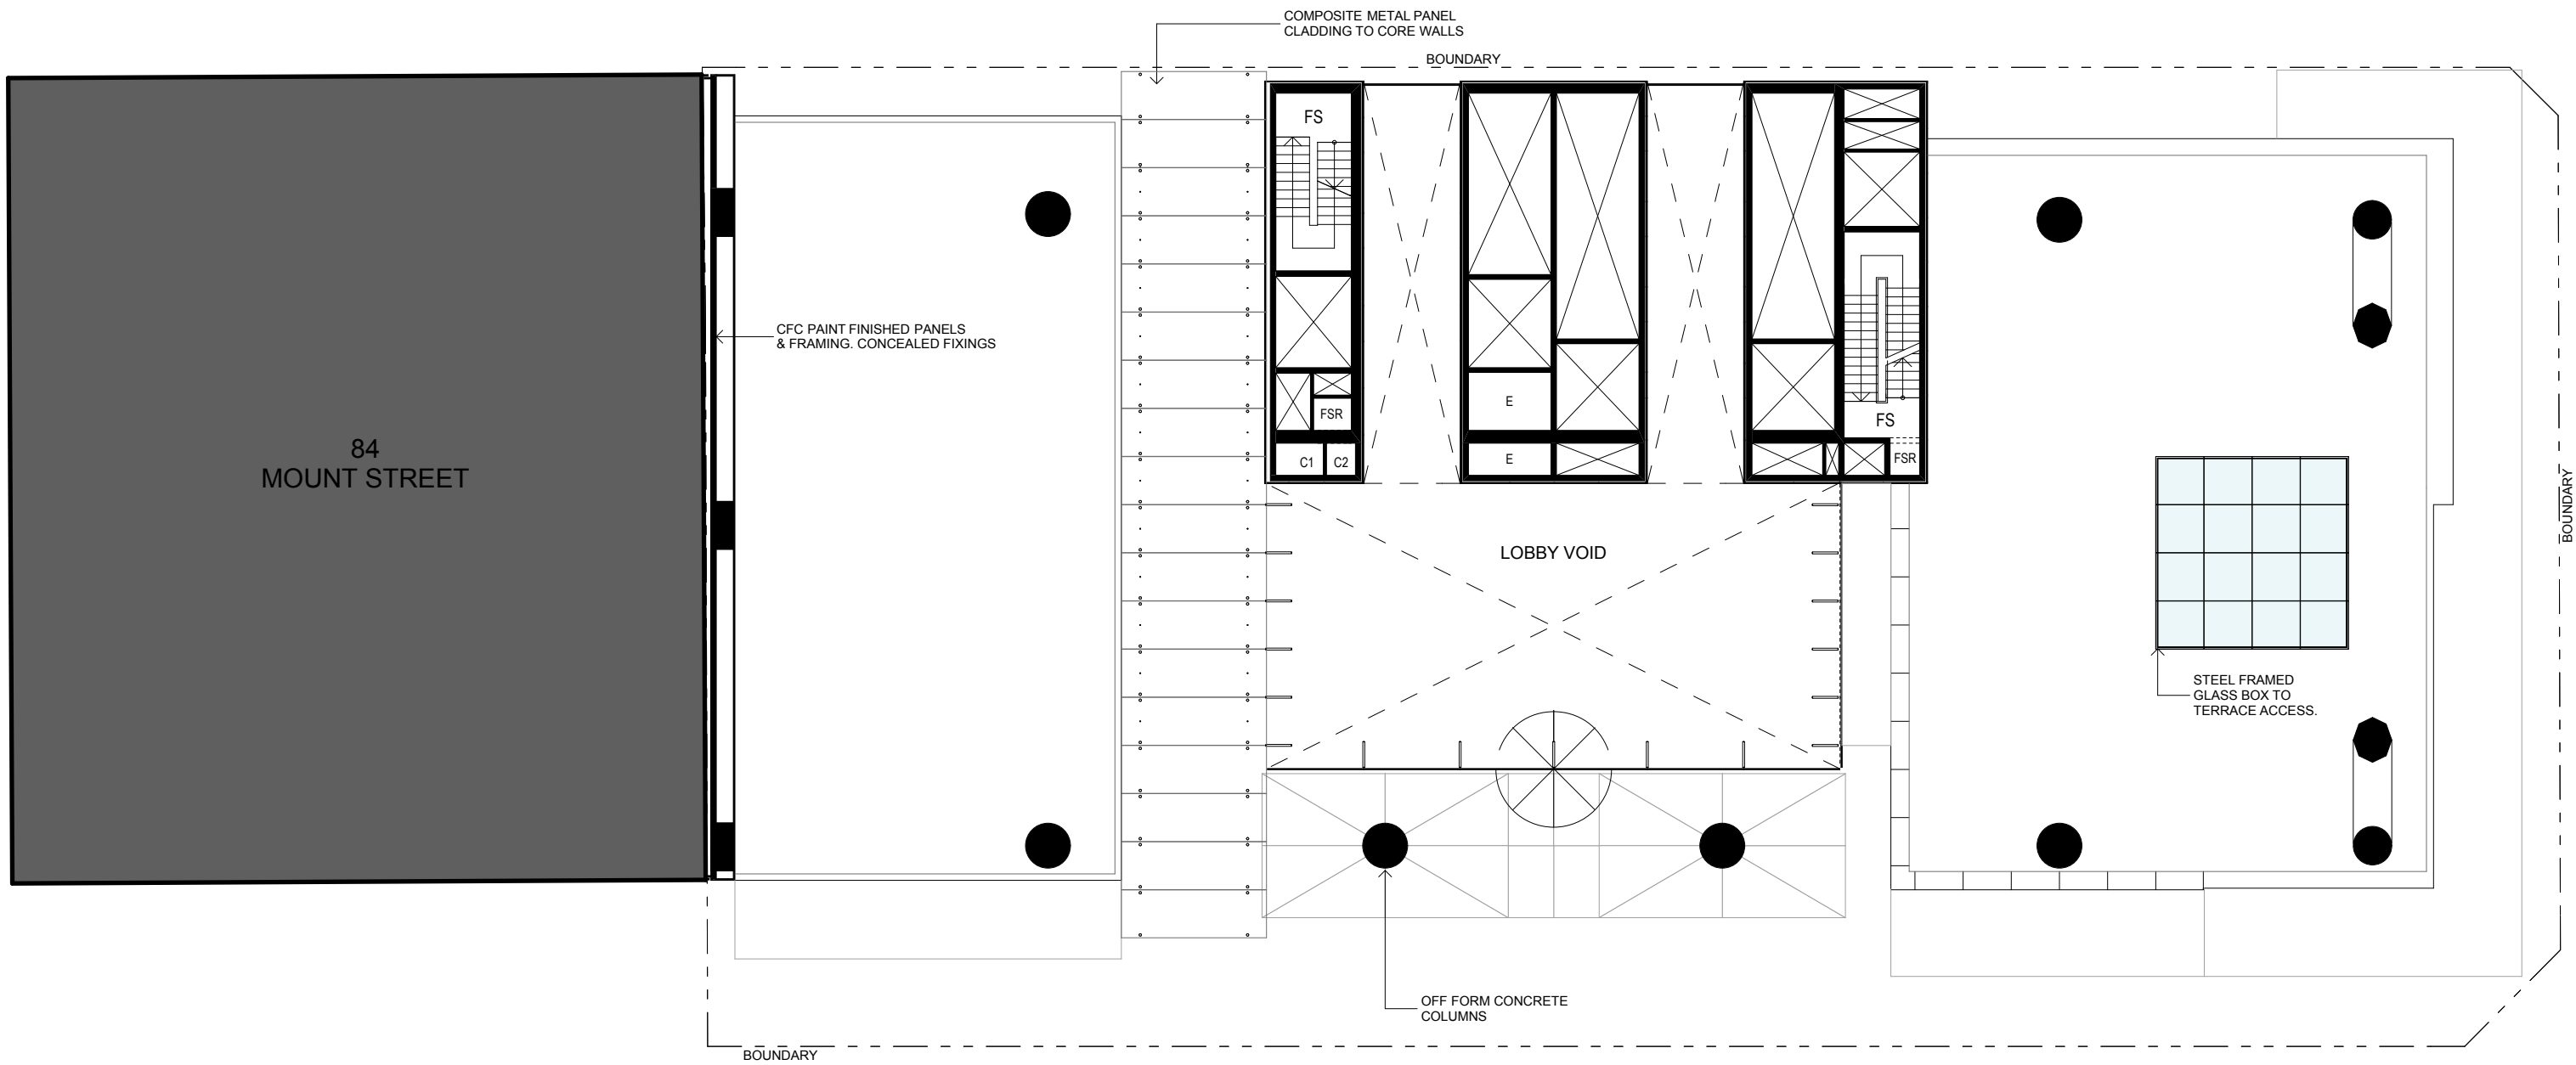 COMPOSITE METAL PANEL
CLADDING TO CORE WALLS
BOUNDARY
FS
CFC PAINT FINISHED PANELS
& FRAMING. CONCEALED FIXINGS
E
FSR
FS
84
MOUNT STREET
C1
C2
E
FSR
BOUNDARY
LOBBY VOID
STEEL FRAMED
GLASS BOX TO
TERRACE ACCESS.
OFF FORM CONCRETE
COLUMNS
BOUNDARY